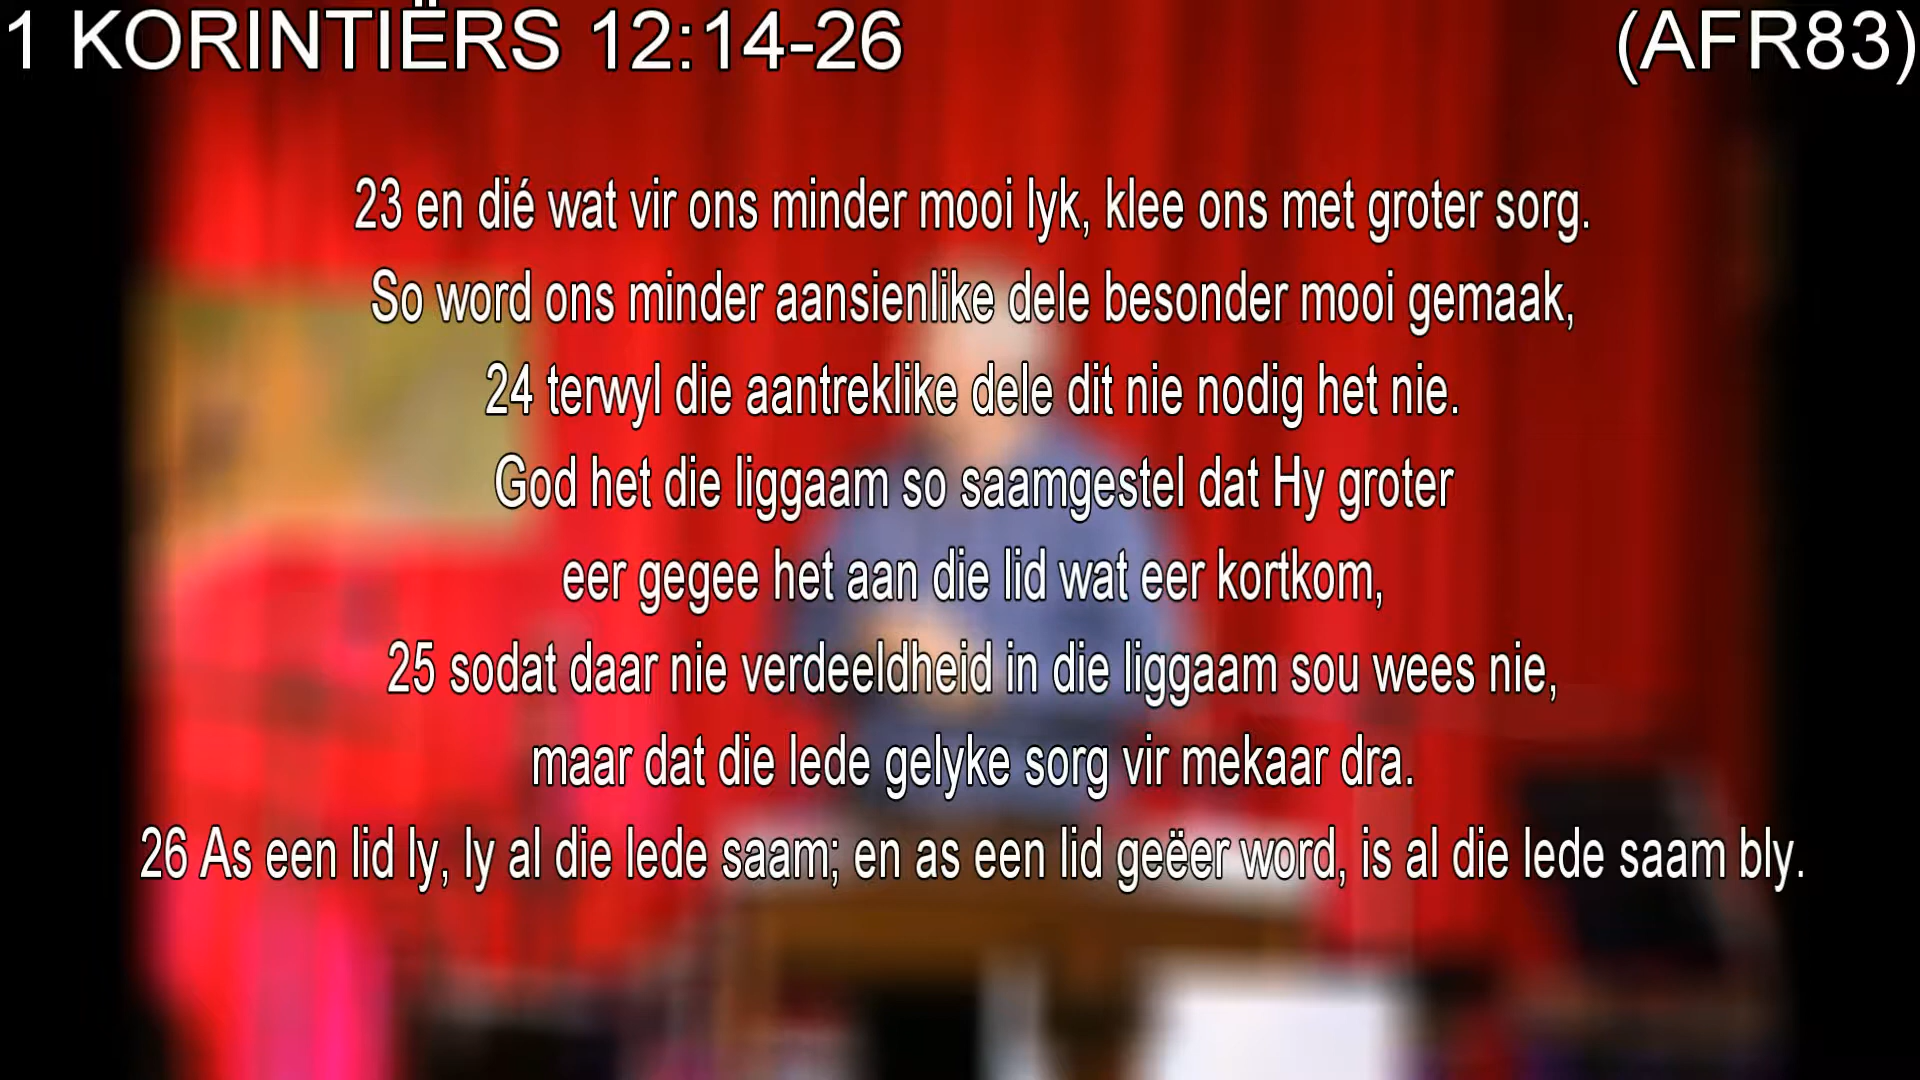 1 KORINTIËRS 12:14-26 (AFR83)
23 en dié wat vir ons minder mooi lyk, klee ons met groter sorg.
So word ons minder aansienlike dele besonder mooi gemaak,
24 terwyl die aantreklike dele dit nie nodig het nie.
God het die liggaam so saamgestel dat Hy groter
eer gegee het aan die lid wat eer kortkom,
25 sodat daar nie verdeeldheid in die liggaam sou wees nie,
maar dat die lede gelyke sorg vir mekaar dra.
26 As een lid ly, ly al die lede saam; en as een lid geëer word, is al die lede saam bly.